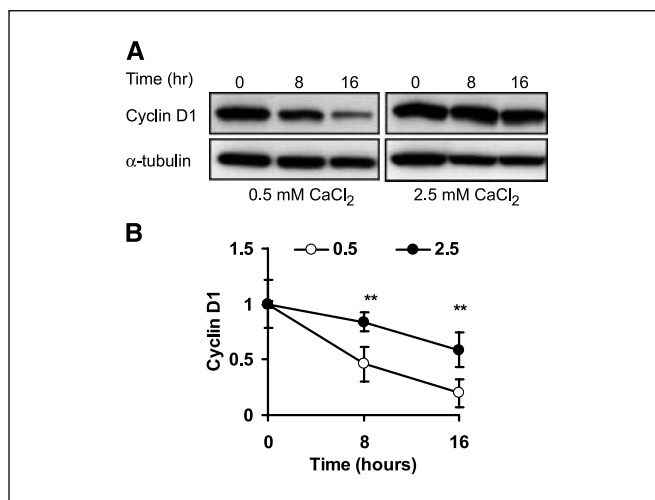 A
Time (hr) 0 8 16 0 8 16
Cyclin D1
α-tubulin
0.5 mM CaCl2 2.5 mM CaCl2
B
0.5 2.5
1.5
1
0.5
0
Cyclin D1
** **
0 8 16
Time (hours)